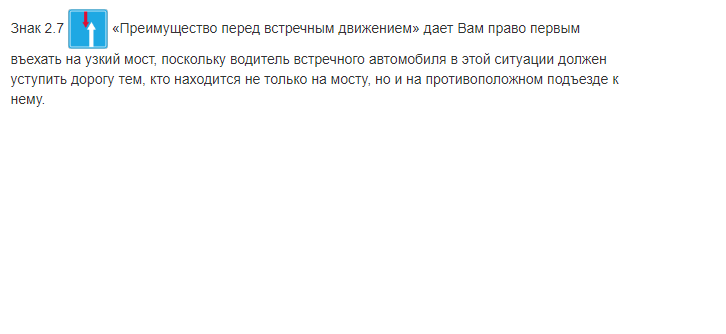 Знак 2.7 «Преимущество перед встречным движением» дает Вам право первым
въехать на узкий мост, поскольку водитель встречного автомобиля в этой ситуации должен
уступить дорогу тем, кто находится не только на мосту, но и на противоположном подъезде к
нему.